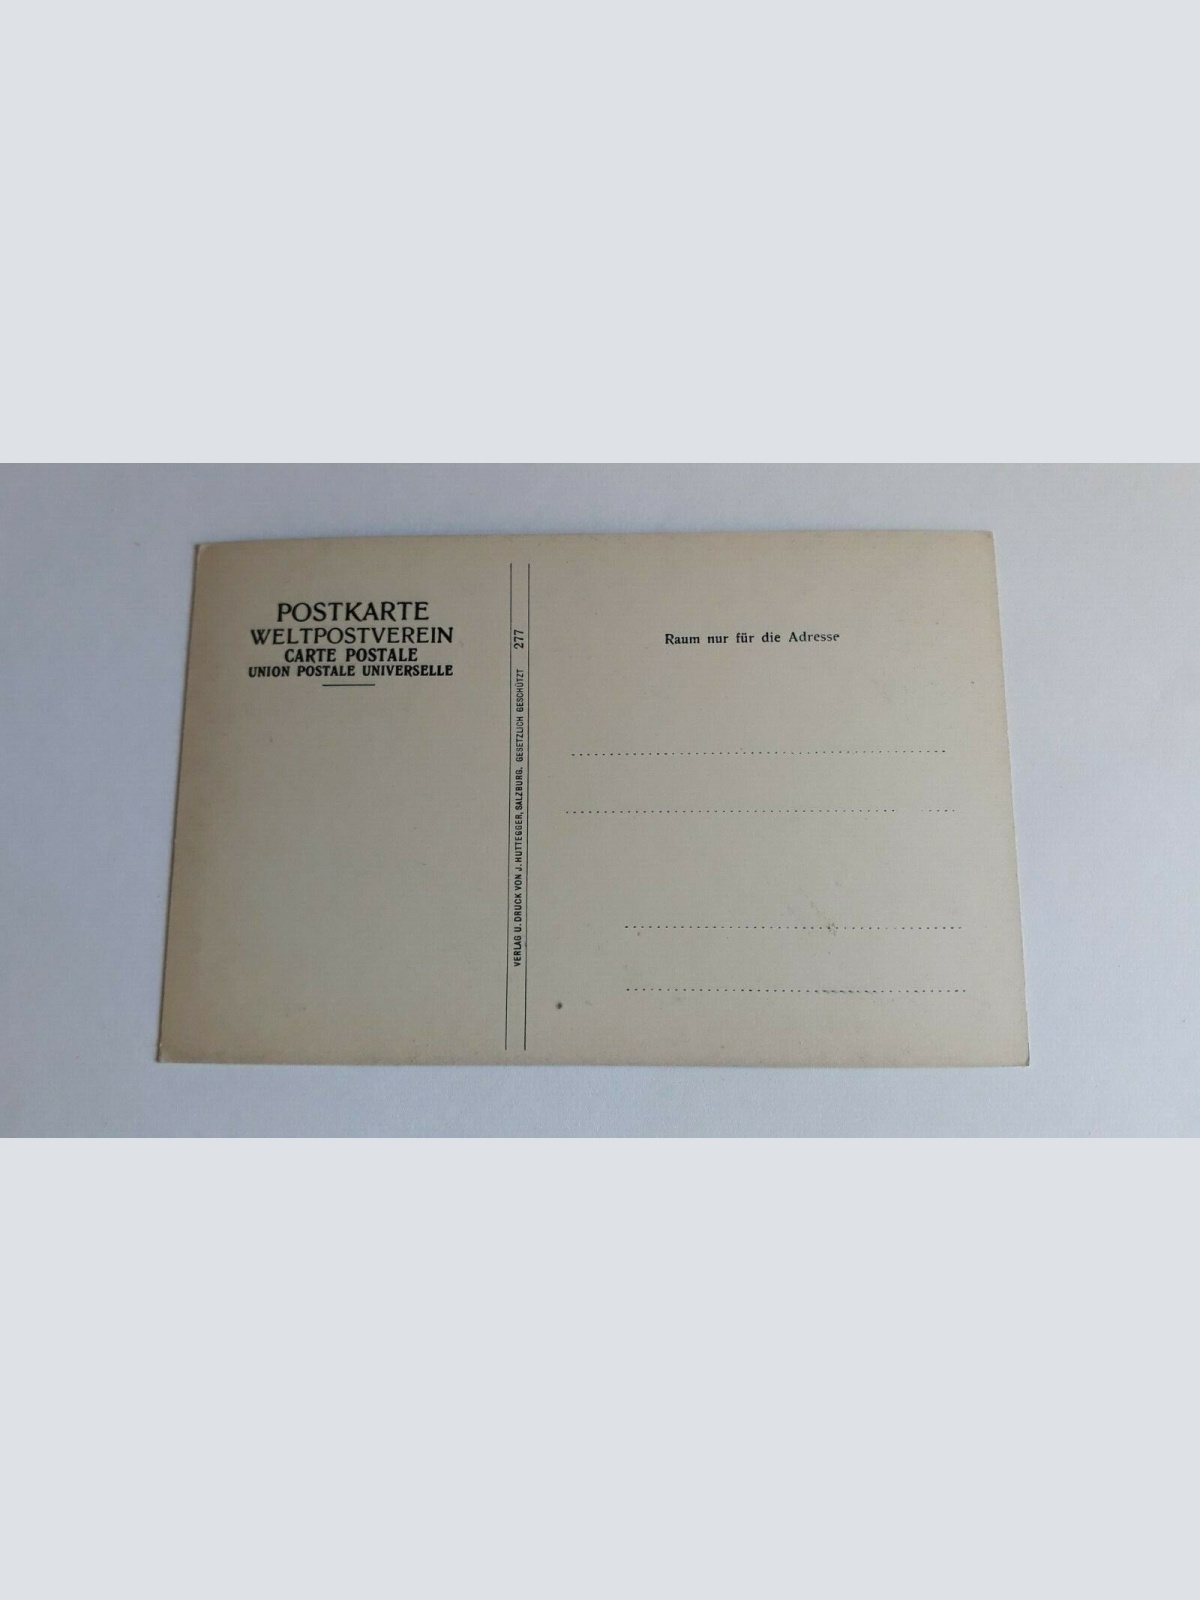 POSTKARTE
WELTPOSTVEREIN
CARTE POSTALE
UNION POSTALE UNIVERSELLE
VERLAG U. DRUCK VON J. HUTTEGGER, SALZBURG. GESETZLICH GESCHÜTZT 277
Raum nur für die Adresse